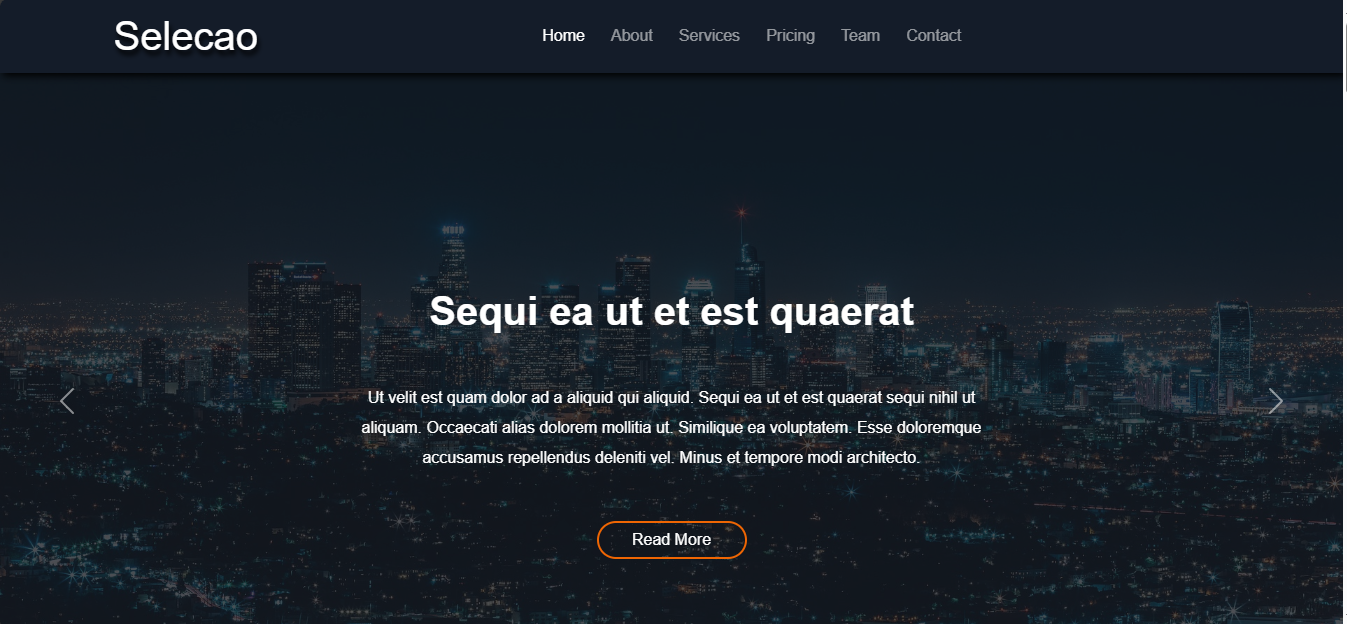 Selecao
Home About Services Pricing Team Contact
Sequi ea ut et est quaerat
Ut velit est quam dolor ad a aliquid qui aliquid. Sequi ea ut et est quaerat sequi nihil ut
aliquam. Occaecati alias dolorem mollitia ut. Similique ea voluptatem. Esse doloremque
accusamus repellendus deleniti vel. Minus et tempore modi architecto.
Read More